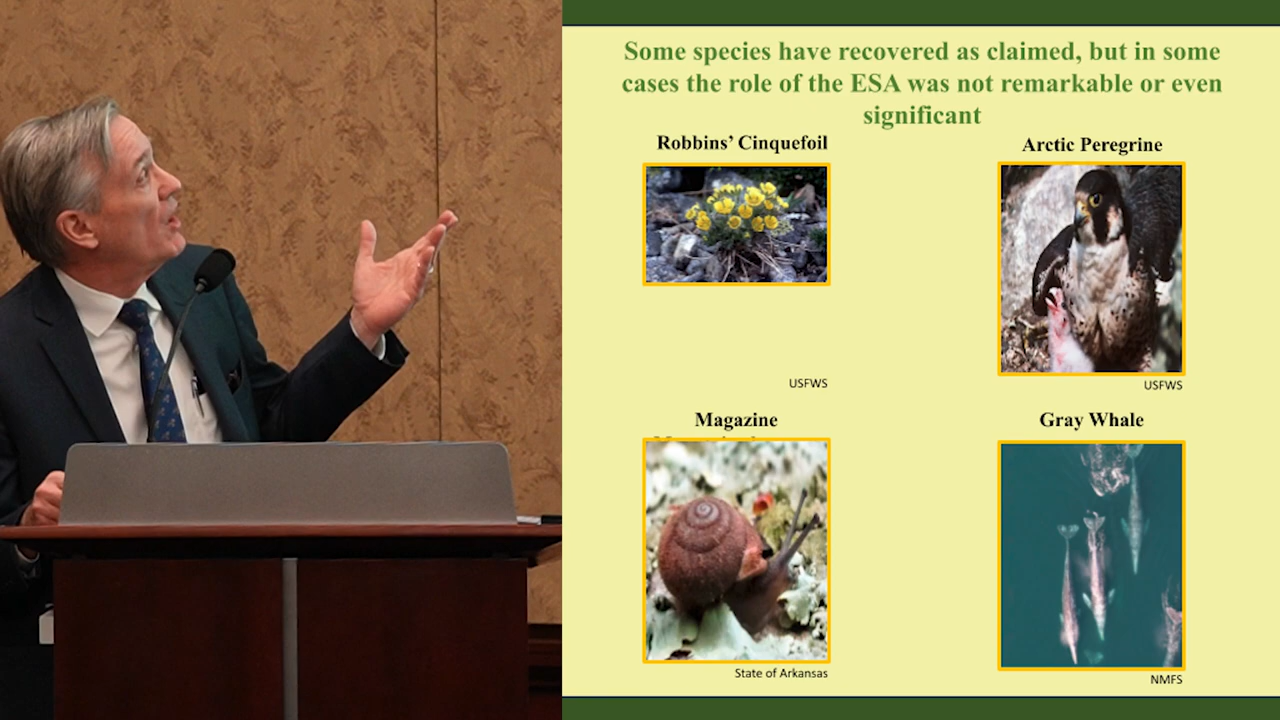 Some species have recovered as claimed, but in some
cases the role of the ESA was not remarkable or even
significant
Robbins’ Cinquefoil
Arctic Peregrine
USFWS
USFWS
Magazine
Gray Whale
State of Arkansas
NMFS